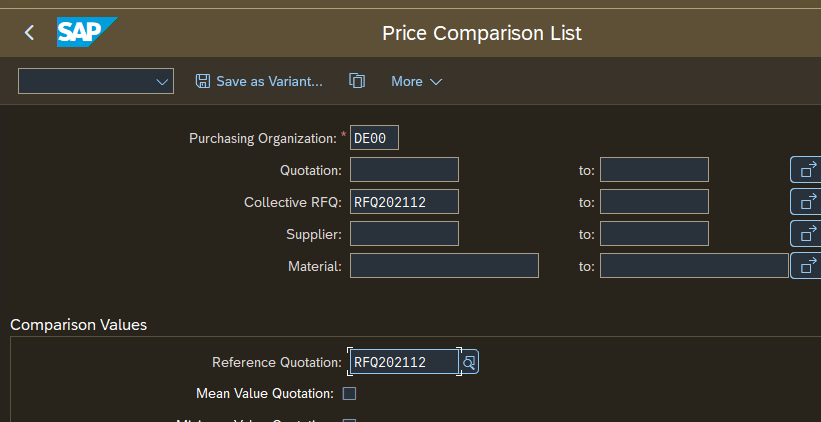 SAP Price Comparison List
Save as Variant... More
Purchasing Organization: * DE00
Quotation: to:
Collective RFQ: RFQ202112 to:
Supplier: to:
Material: to:
Comparison Values
Reference Quotation: RFQ202112
Mean Value Quotation: